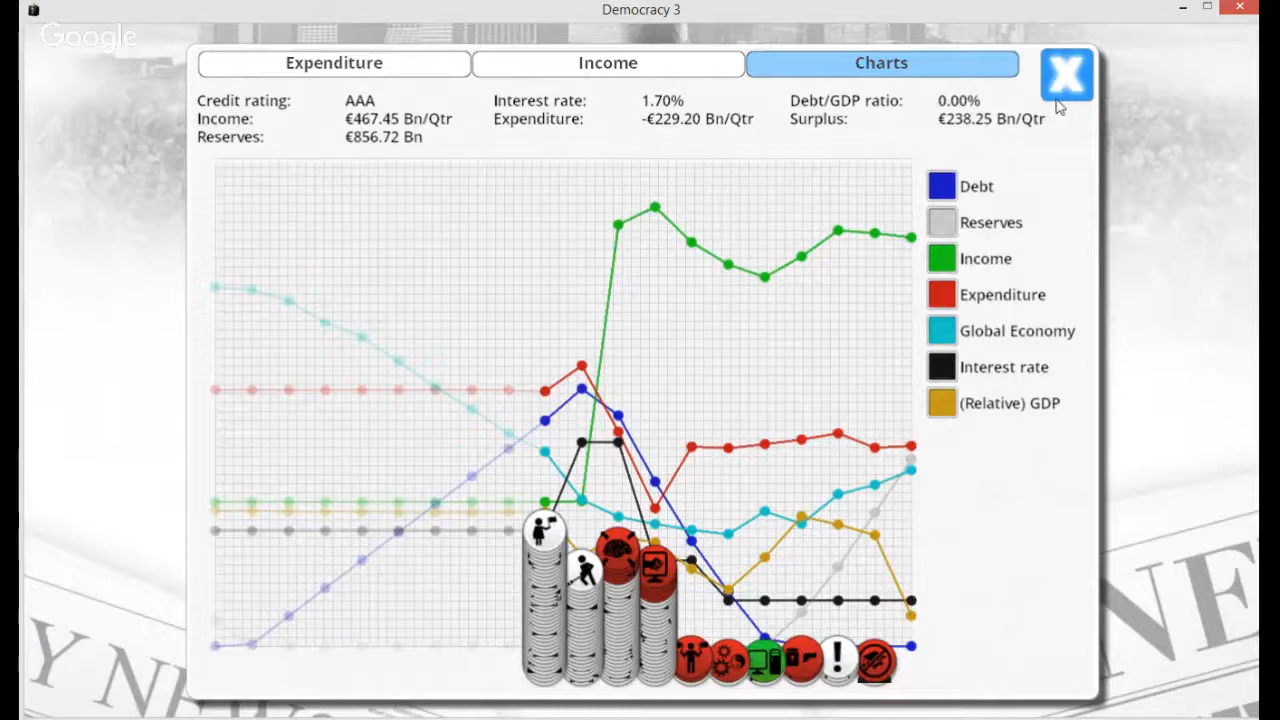 Democracy 3
Google
Expenditure Income Charts X
Credit rating: AAA Interest rate: 1.70% Debt/GDP ratio: 0.00%
Income: €467.45 Bn/Qtr Expenditure: -€229.20 Bn/Qtr Surplus: €238.25 Bn/Qtr
Reserves: €856.72 Bn
Debt
Reserves
Income
Expenditure
Global Economy
Interest rate
(Relative) GDP
!